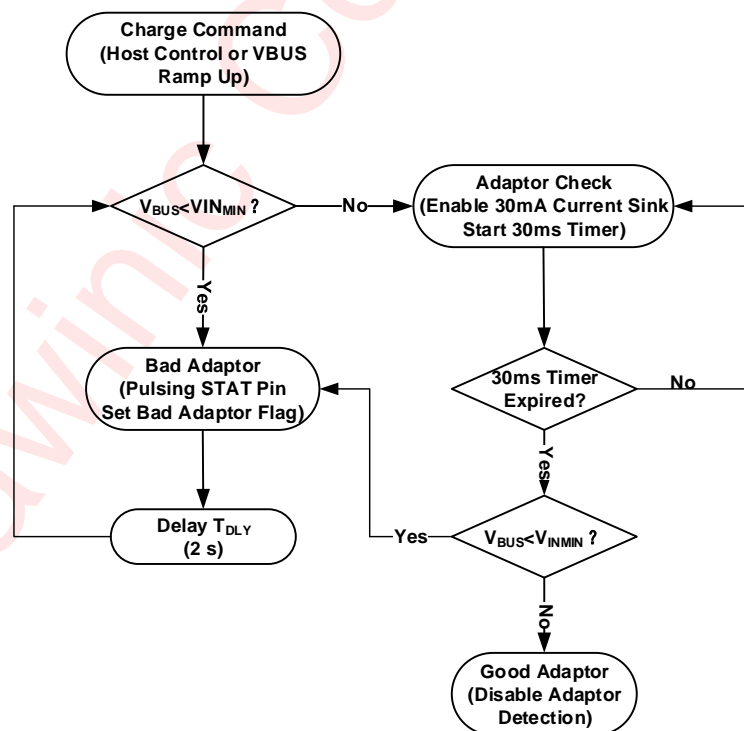 Charge Command
(Host Control or VBUS
Ramp Up)
VBUS<VINMIN ?
No
Yes
Adaptor Check
(Enable 30mA Current Sink
Start 30ms Timer)
Bad Adaptor
(Pulsing STAT Pin
Set Bad Adaptor Flag)
30ms Timer
Expired?
No
Yes
Delay TDLY
(2 s)
Yes
VBUS<VINMIN ?
No
Good Adaptor
(Disable Adaptor
Detection)
awinic Co